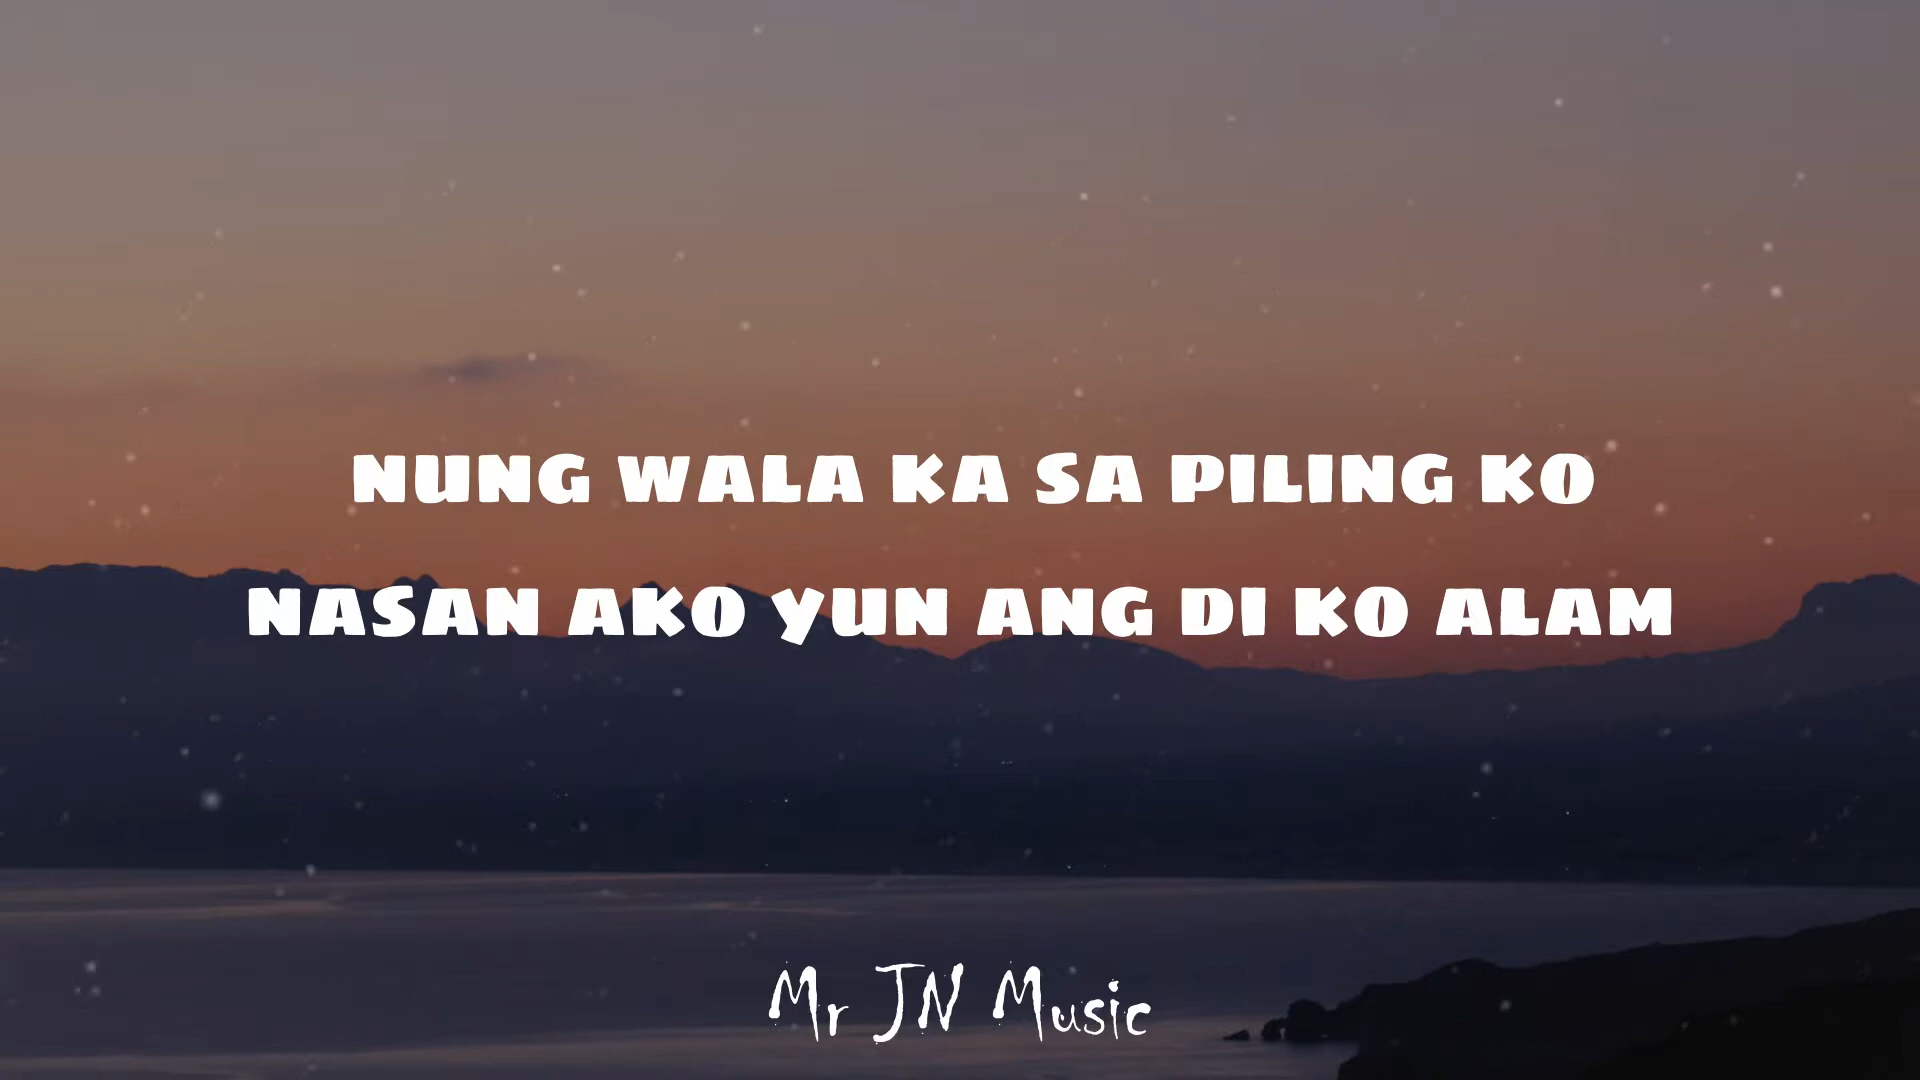 NUNG WALA KA SA PILING KO
NASAN AKO YUN ANG DI KO ALAM
Mr JN Music